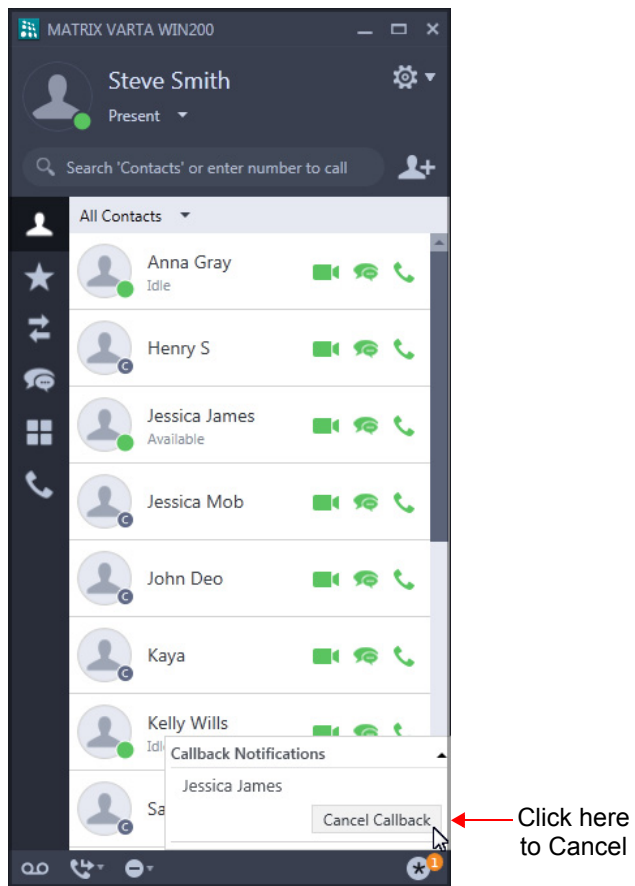 MATRIX VARTA WIN200
Steve Smith
Present
Search 'Contacts' or enter number to call
All Contacts
Anna Gray
Idle
Henry S
C
Jessica James
Available
Jessica Mob
C
John Deo
C
Kaya
C
Kelly Wills
Idl
Callback Notifications
Jessica James
Sa
C
Cancel Callback
Click here
to Cancel
1